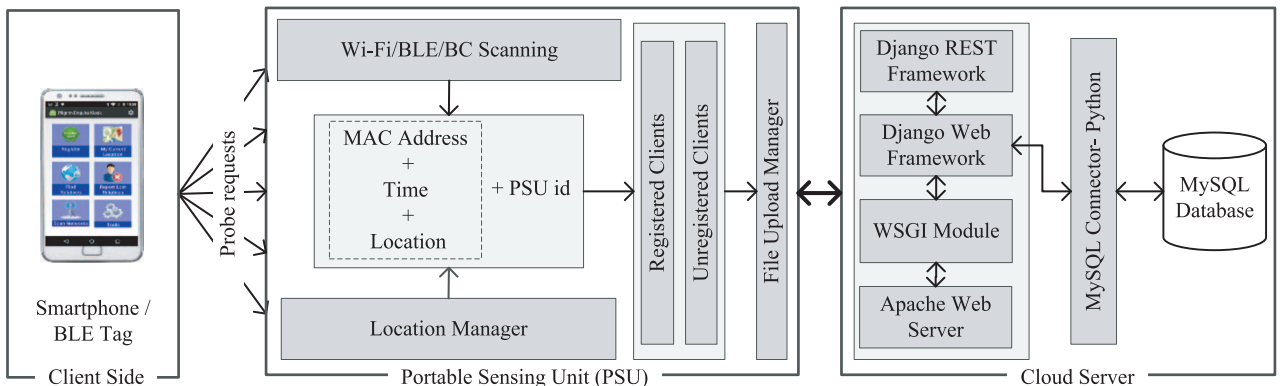 Smartphone /
BLE Tag
Client Side
Probe requests
Wi-Fi/BLE/BC Scanning
MAC Address
+
Time
+
Location
+ PSU id
Location Manager
Registered Clients
Unregistered Clients
File Upload Manager
Portable Sensing Unit (PSU)
Django REST
Framework
Django Web
Framework
WSGI Module
Apache Web
Server
MySQL Connector- Python
MySQL
Database
Cloud Server